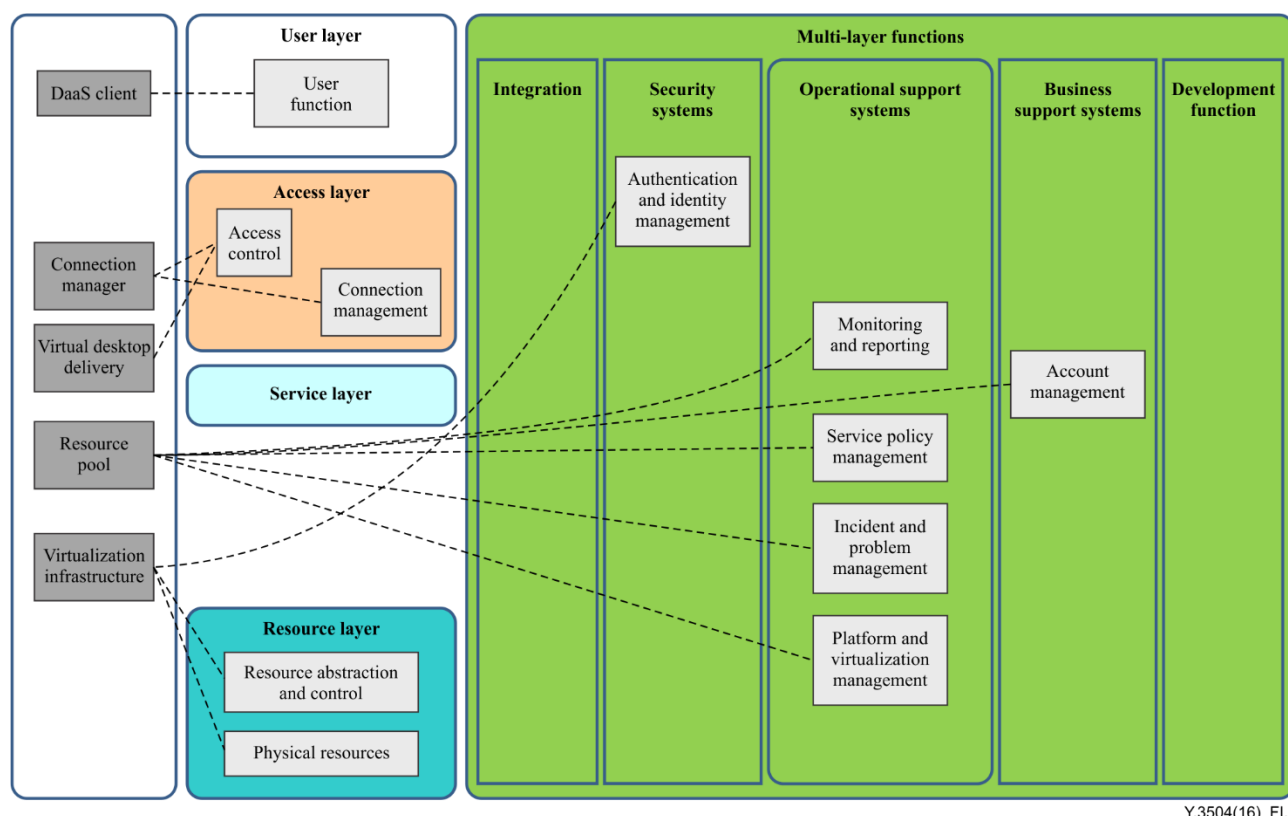 DaaS client
Connection
manager
Virtual desktop
delivery
Resource
pool
Virtualization
infrastructure
User layer
User
function
Access layer
Access
control
Connection
management
Service layer
Resource layer
Resource abstraction
and control
Physical resources
Multi-layer functions
Integration
Security
systems
Authentication
and identity
management
Operational support
systems
Monitoring
and reporting
Service policy
management
Incident and
problem
management
Platform and
virtualization
management
Business
support systems
Account
management
Development
function